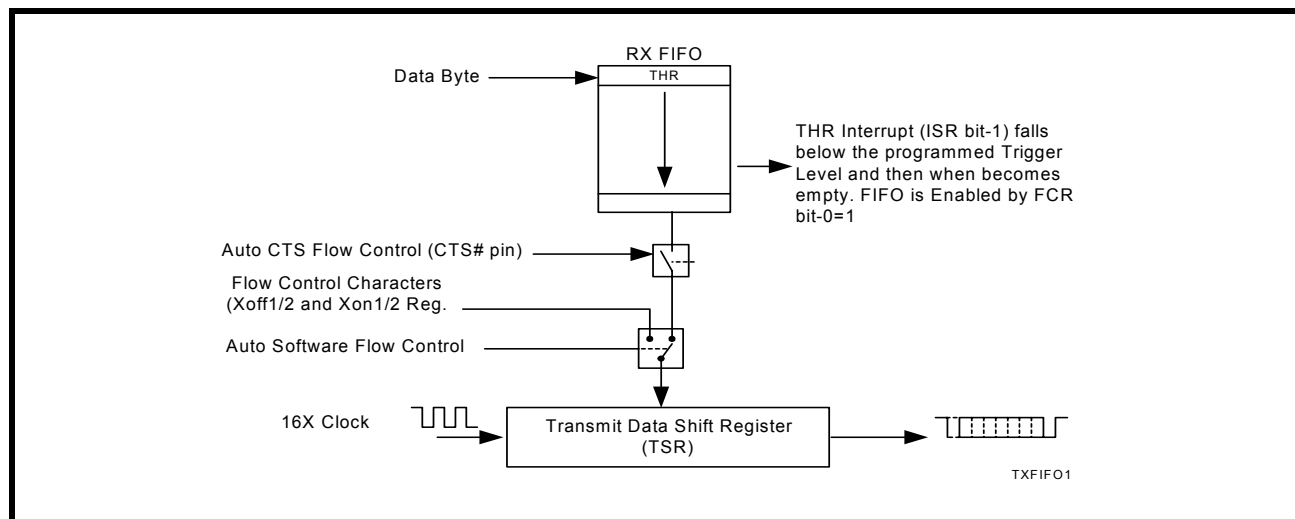 RX FIFO
THR
Data Byte
THR Interrupt (ISR bit-1) falls
below the programmed Trigger
Level and then when becomes
empty. FIFO is Enabled by FCR
bit-0=1
Auto CTS Flow Control (CTS# pin)
Flow Control Characters
(Xoff1/2 and Xon1/2 Reg.
Auto Software Flow Control
16X Clock
Transmit Data Shift Register
(TSR)
TXFIFO1